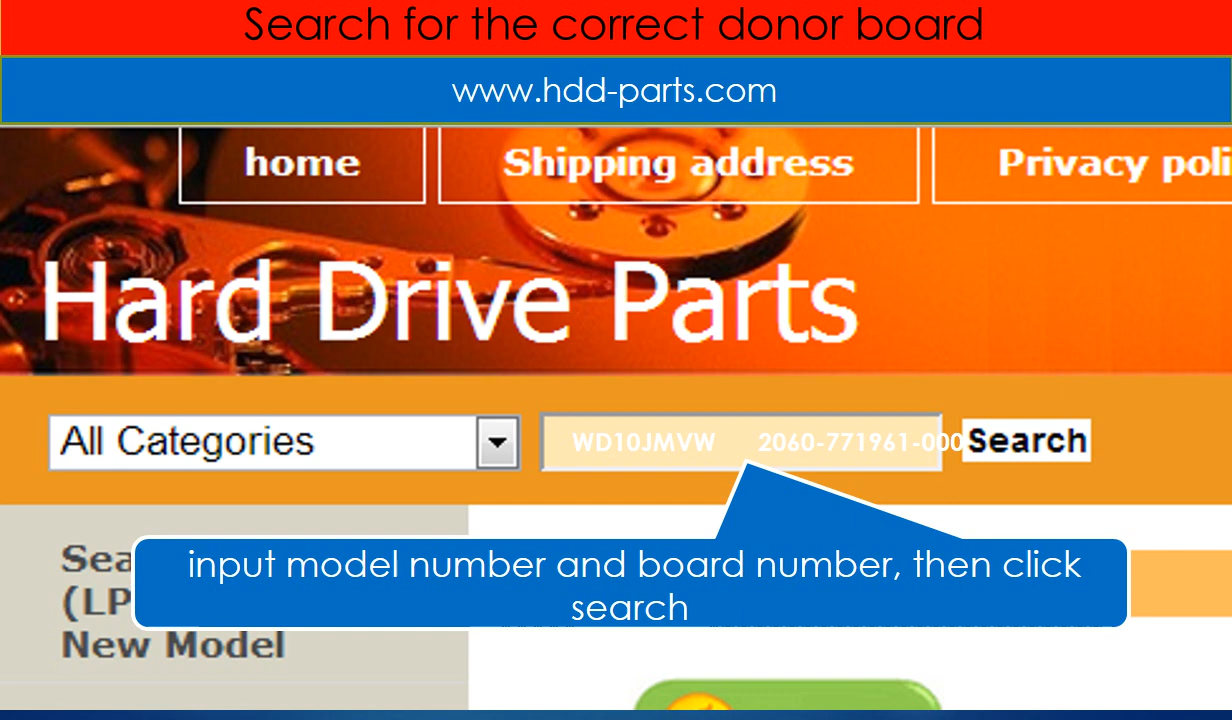 Search for the correct donor board
www.hdd-parts.com
home Shipping address Privacy poli
Hard Drive Parts
All Categories WD10JMVW 2060-771961-000 Search
Sea
(LP
New Model
input model number and board number, then click
search